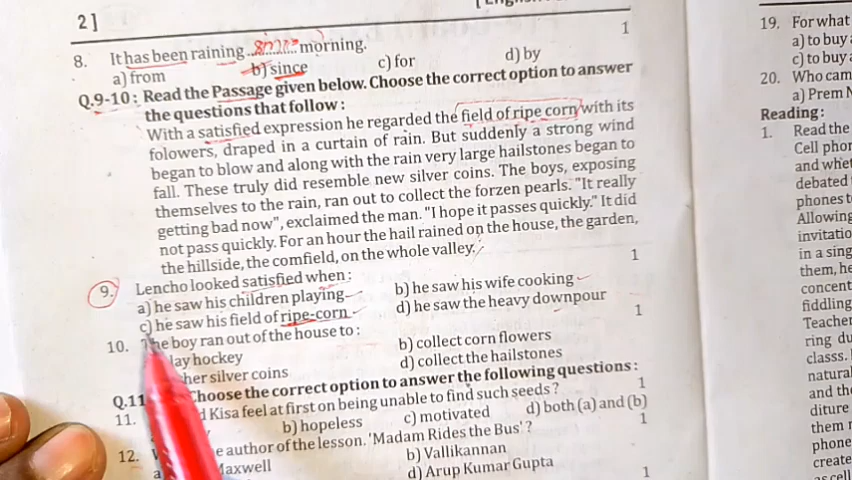 2]
[ Engli
8. It has been raining ............ morning. 1
since
a) from b) since c) for d) by
Q.9-10 : Read the Passage given below. Choose the correct option to answer
the questions that follow :
With a satisfied expression he regarded the field of ripe corn with its
folowers, draped in a curtain of rain. But suddenly a strong wind
began to blow and along with the rain very large hailstones began to
fall. These truly did resemble new silver coins. The boys, exposing
themselves to the rain, ran out to collect the forzen pearls. "It really
getting bad now", exclaimed the man. "I hope it passes quickly." It did
not pass quickly. For an hour the hail rained on the house, the garden,
the hillside, the comfield, on the whole valley.
9. Lencho looked satisfied when : 1
a) he saw his children playing b) he saw his wife cooking
c) he saw his field of ripe-corn d) he saw the heavy downpour
10. The boy ran out of the house to : 1
lay hockey b) collect corn flowers
her silver coins d) collect the hailstones
Q.11 hoose the correct option to answer the following questions :
11. d Kisa feel at first on being unable to find such seeds ? 1
b) hopeless c) motivated d) both (a) and (b)
12. W e author of the lesson. 'Madam Rides the Bus' ? 1
a axwell b) Vallikannan
d) Arup Kumar Gupta
1
19. For what
a) to buy
c) to buy
20. Who cam
a) Prem N
Reading :
1. Read the
Cell phor
and whet
debated
phones t
Allowing
invitatio
in a sing
them, he
concent
fiddling
Teacher
ring du
classs. I
natura
and th
diture
them r
phone
create
as cell